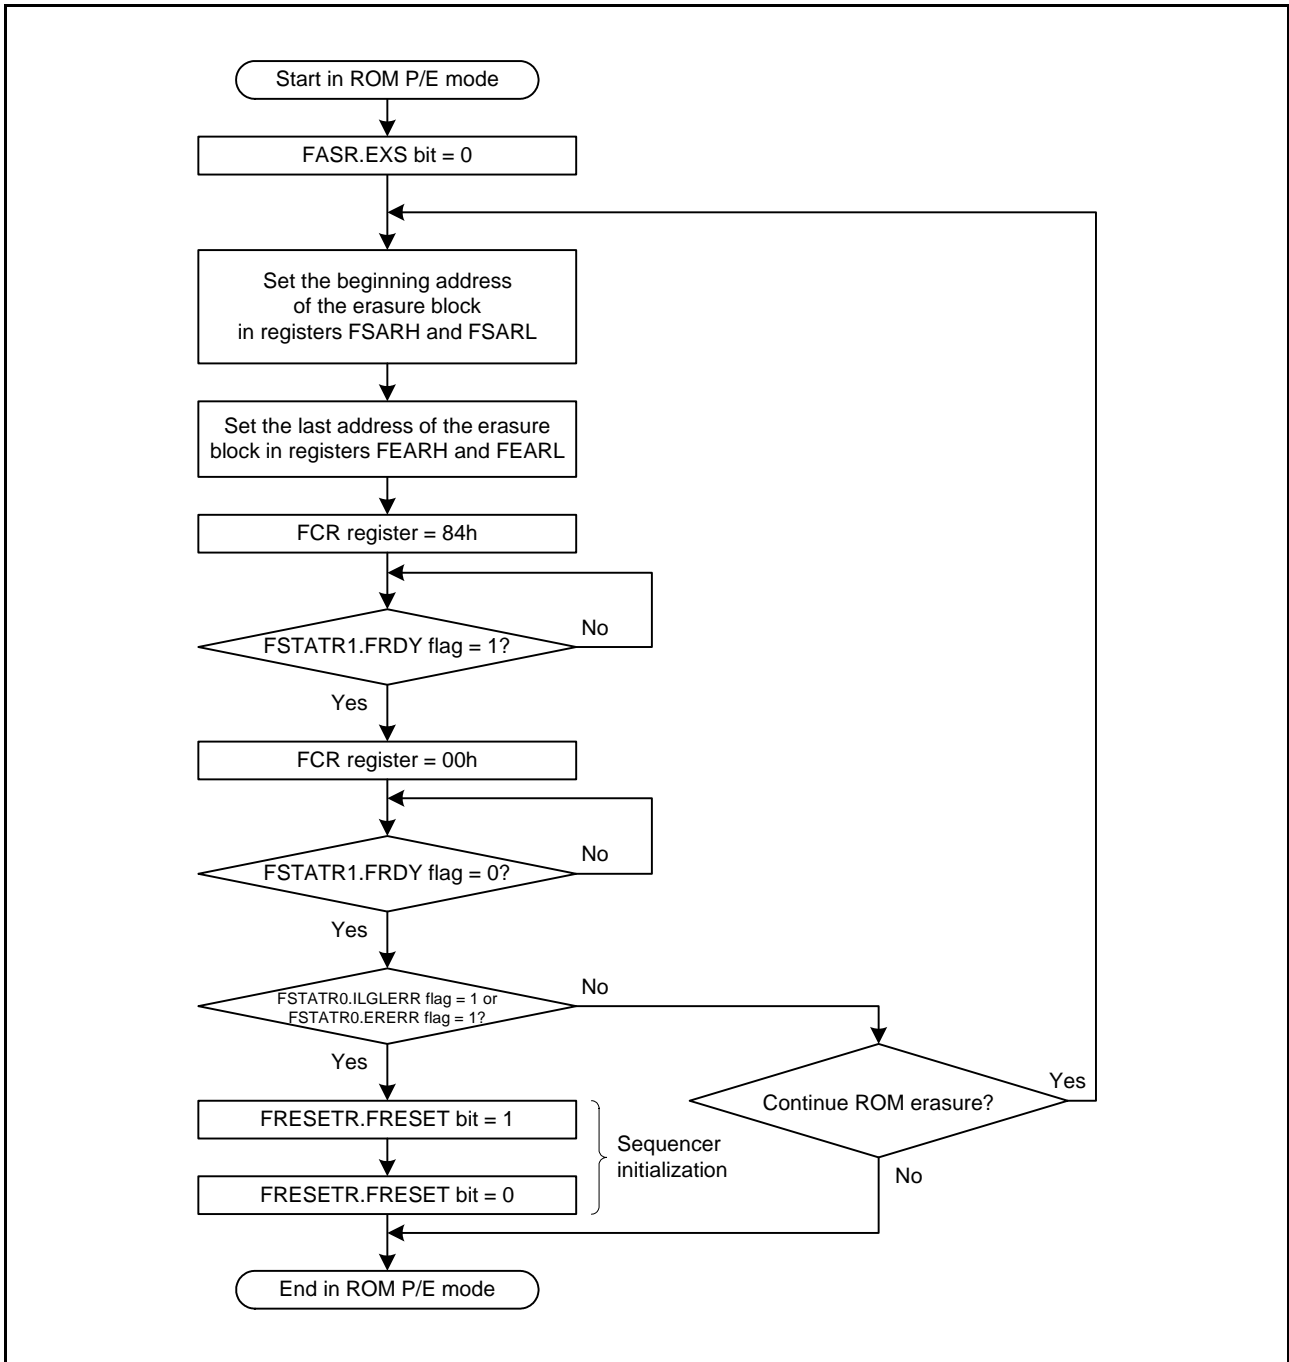 Start in ROM P/E mode
FASR.EXS bit = 0
Set the beginning address
of the erasure block
in registers FSARH and FSARL
Set the last address of the erasure
block in registers FEARH and FEARL
FCR register = 84h
FSTATR1.FRDY flag = 1?
No
Yes
FCR register = 00h
FSTATR1.FRDY flag = 0?
No
Yes
FSTATR0.ILGLERR flag = 1 or
FSTATR0.ERERR flag = 1?
No
Yes
Continue ROM erasure?
Yes
No
FRESETR.FRESET bit = 1
FRESETR.FRESET bit = 0
Sequencer
initialization
End in ROM P/E mode